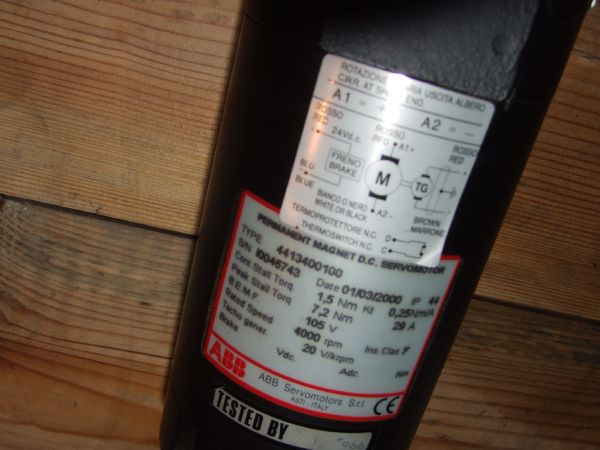 ROTAZIONE ORARIA USCITA ALBERO
C.W.R. AT SHAFT END.
A1 = + A2 = -
ROSSO ROSSO ROSSO
RED RED RED
+ 24Vd.c. A1+ +
FRENO
BRAKE
M TG
BLU
BLUE A2-
BIANCO O NERO BROWN
WHITE OR BLACK MARRONE
TERMOPROTETTORE N.C. D
THERMOSWITCH N.C. C
PERMANENT MAGNET D.C. SERVOMOTOR
TYPE 4413400100
S/N I0046743 Date 01/03/2000 IP 44
Cont Stall Torq. 1,5 Nm Kt 0,25Nm/A
Peak Stall Torq 7,2 Nm 29 A
B.E.M.F. 105 V
Rated Speed 4000 rpm Ins.Clas F
Tacho gener. 20 V/krpm
Brake Vdc. Adc. Nm
ABB ABB Servomotors S.r.l.
ASTI - ITALY CE
TESTED BY